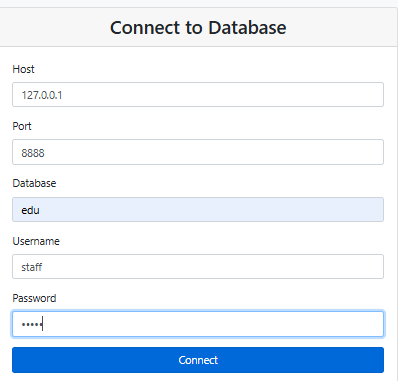 Connect to Database
Host
127.0.0.1
Port
8888
Database
edu
Username
staff
Password
•••••
Connect